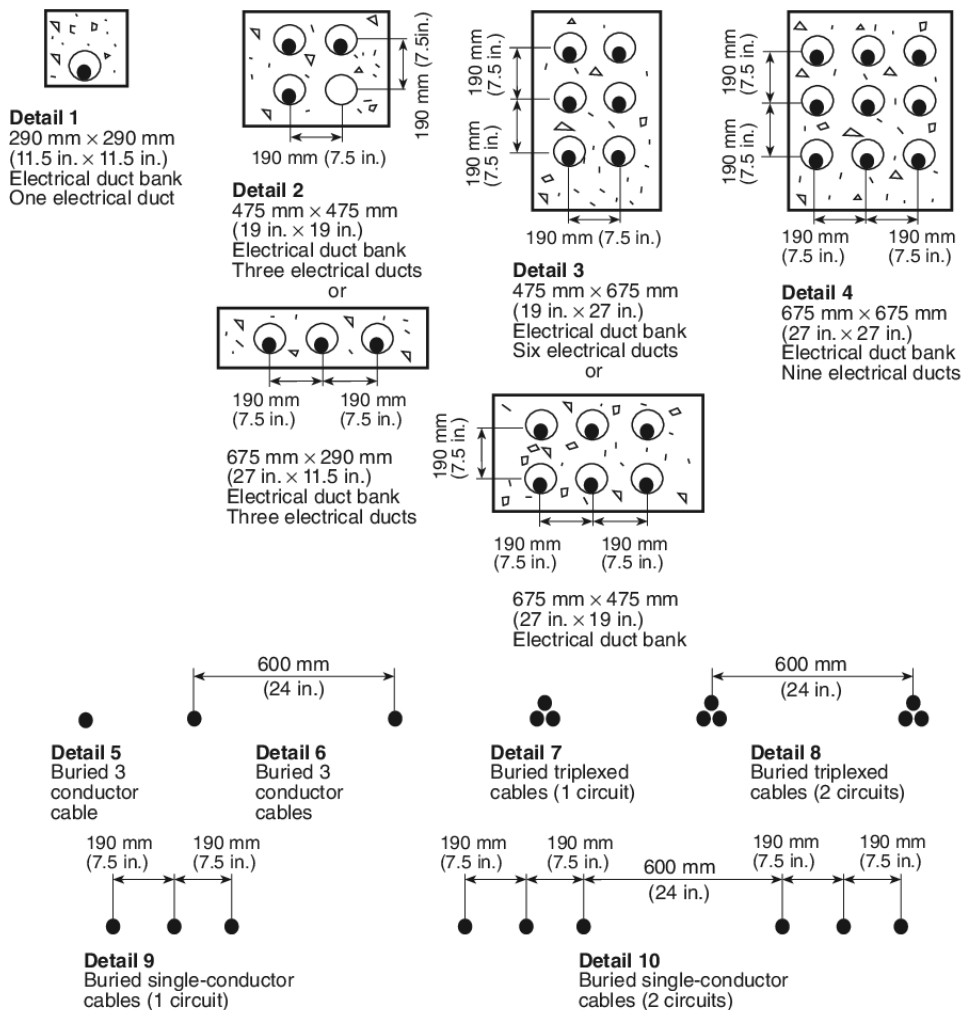 190 mm (7.5in.)
190 mm (7.5 in.)
Detail 1
290 mm × 290 mm
(11.5 in. × 11.5 in.)
Electrical duct bank
One electrical duct
Detail 2
475 mm × 475 mm
(19 in. × 19 in.)
Electrical duct bank
Three electrical ducts
or
190 mm
(7.5 in.)
190 mm
(7.5 in.)
675 mm × 290 mm
(27 in. × 11.5 in.)
Electrical duct bank
Three electrical ducts
190 mm
(7.5 in.)
190 mm
(7.5 in.)
190 mm (7.5 in.)
Detail 3
475 mm × 675 mm
(19 in. × 27 in.)
Electrical duct bank
Six electrical ducts
or
190 mm
(7.5 in.)
190 mm
(7.5 in.)
190 mm
(7.5 in.)
675 mm × 475 mm
(27 in. × 19 in.)
Electrical duct bank
190 mm
(7.5 in.)
190 mm
(7.5 in.)
190 mm
(7.5 in.)
190 mm
(7.5 in.)
Detail 4
675 mm × 675 mm
(27 in. × 27 in.)
Electrical duct bank
Nine electrical ducts
Detail 5
Buried 3
conductor
cable
600 mm
(24 in.)
Detail 6
Buried 3
conductor
cables
Detail 7
Buried triplexed
cables (1 circuit)
600 mm
(24 in.)
Detail 8
Buried triplexed
cables (2 circuits)
190 mm
(7.5 in.)
190 mm
(7.5 in.)
Detail 9
Buried single-conductor
cables (1 circuit)
190 mm
(7.5 in.)
190 mm
(7.5 in.)
600 mm
(24 in.)
190 mm
(7.5 in.)
190 mm
(7.5 in.)
Detail 10
Buried single-conductor
cables (2 circuits)